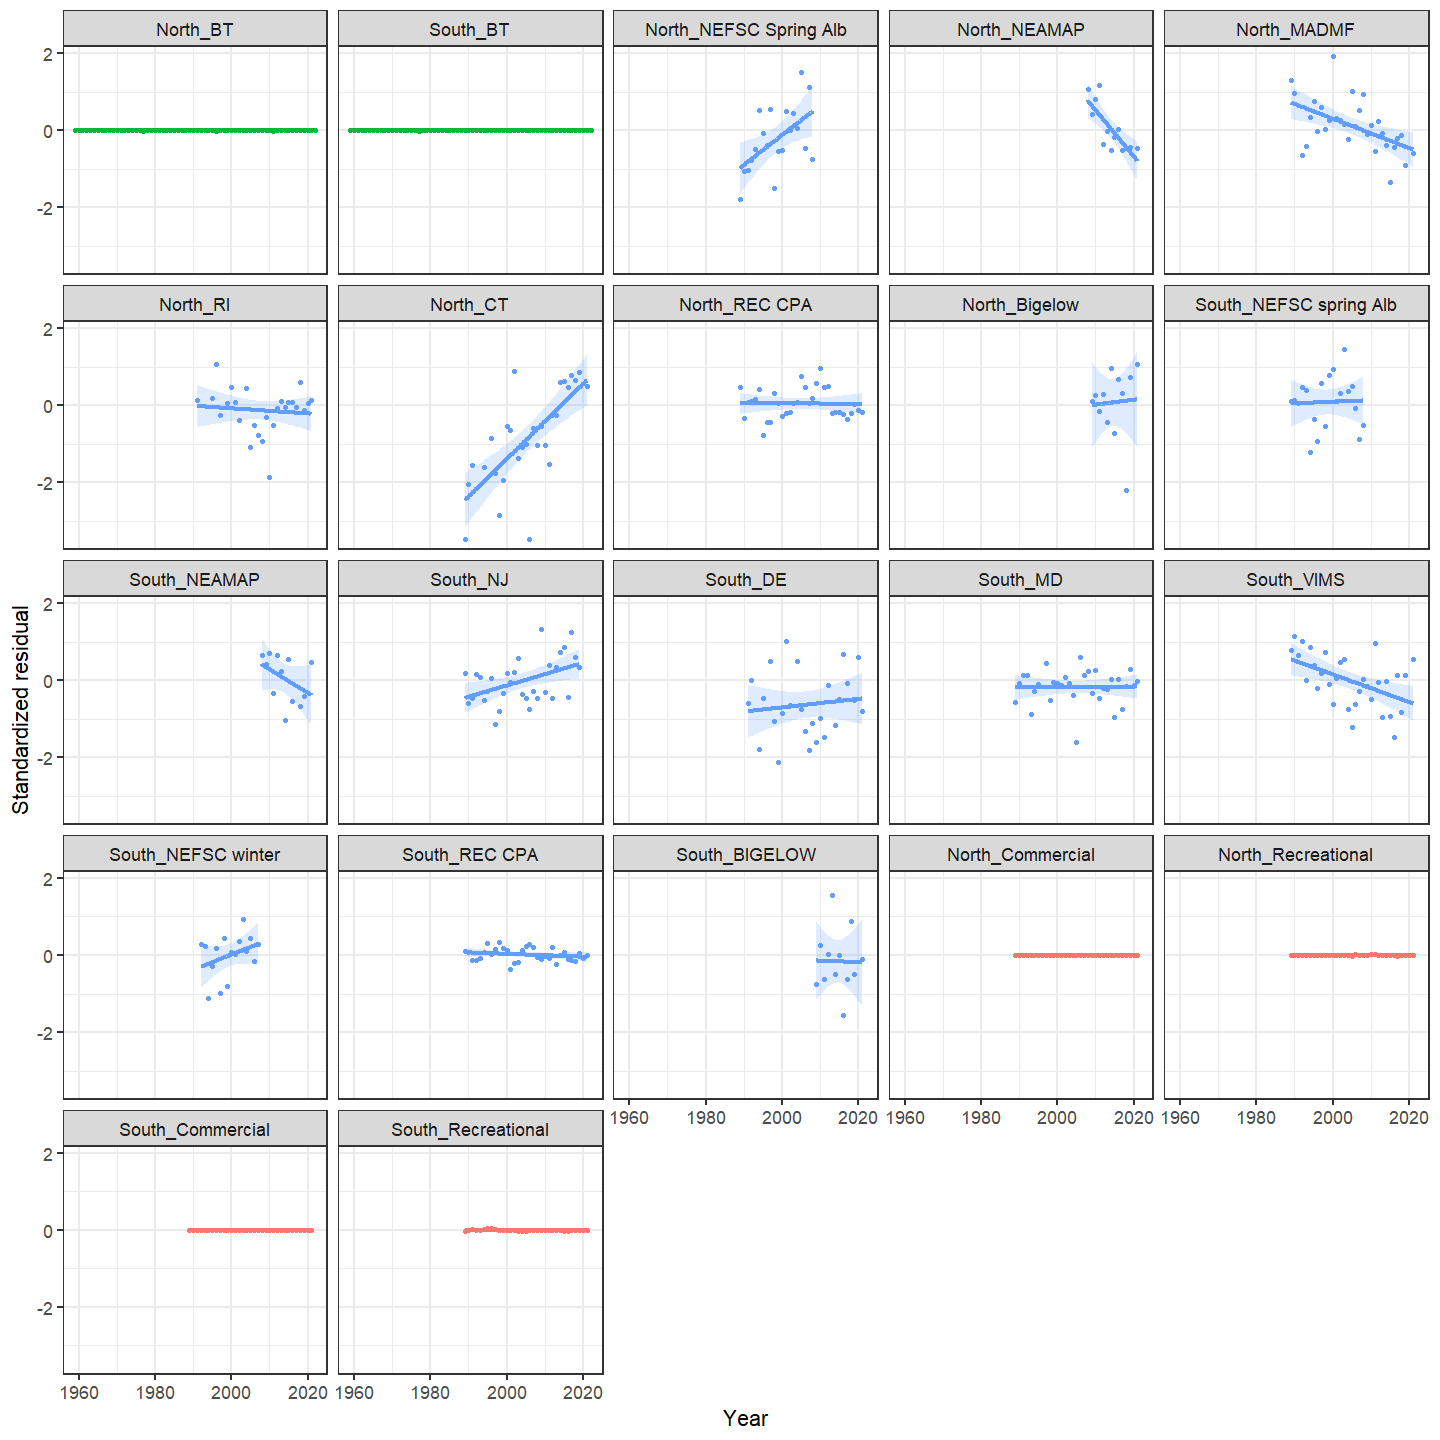 North_BT South_BT North_NEFSC Spring Alb North_NEAMAP North_MADMF
2
0
-2
North_RI North_CT North_REC CPA North_Bigelow South_NEFSC spring Alb
2
0
-2
South_NEAMAP South_NJ South_DE South_MD South_VIMS
2
0
-2
Standardized residual
South_NEFSC winter South_REC CPA South_BIGELOW North_Commercial North_Recreational
2
0
-2
1960 1980 2000 2020 1960 1980 2000 2020 1960 1980 2000 2020
South_Commercial South_Recreational
2
0
-2
1960 1980 2000 2020 1960 1980 2000 2020
Year